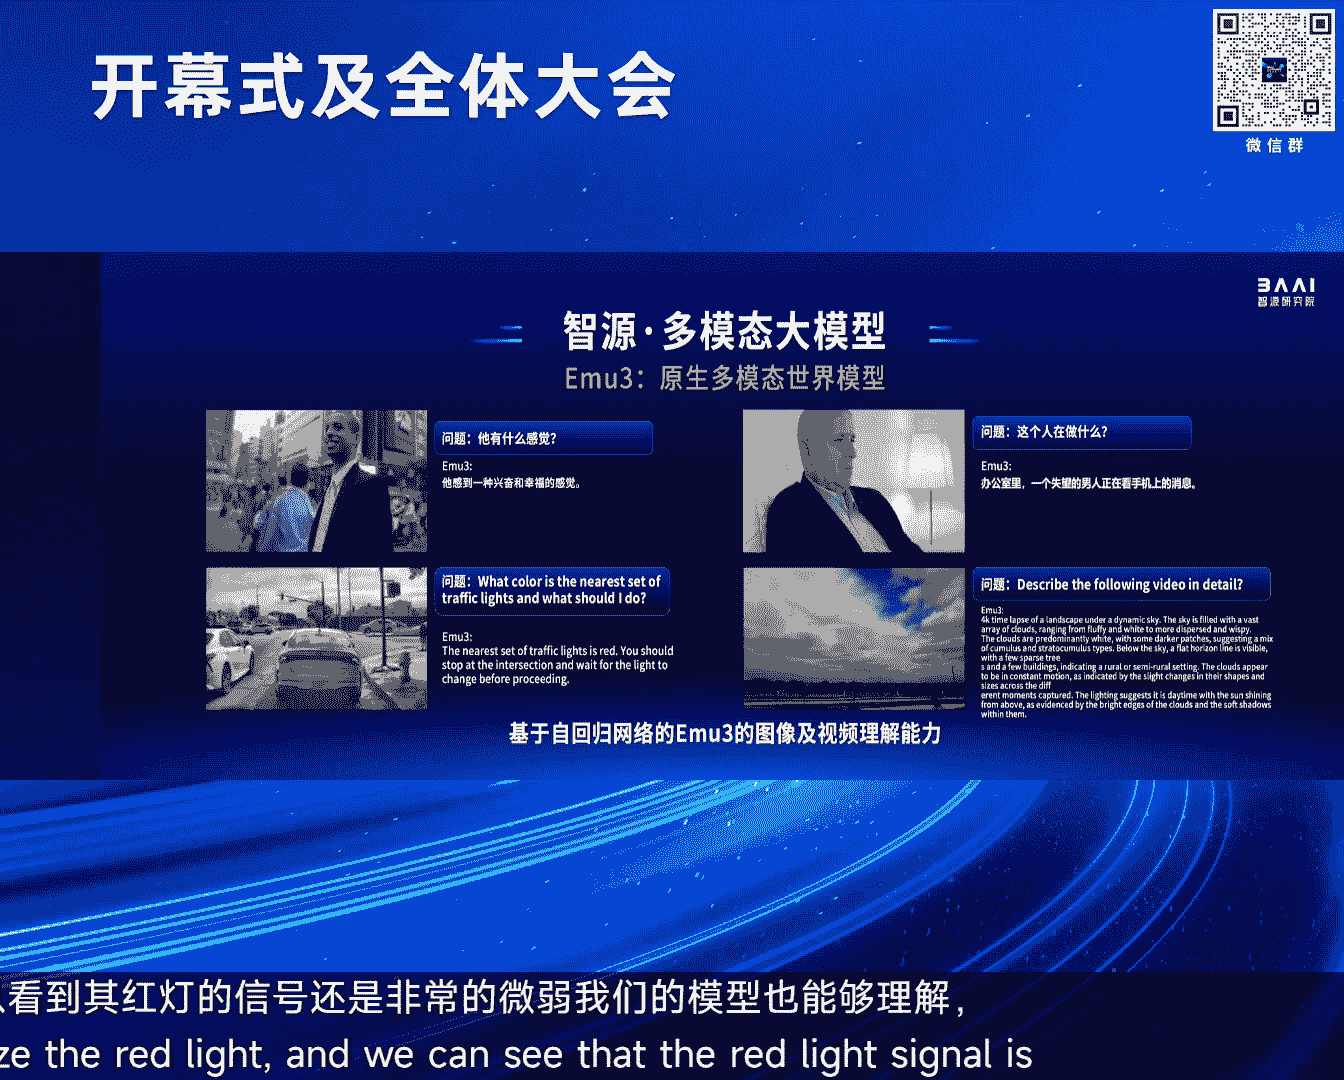 开幕式及全体大会
微信群
BAAI
智源研究院
智源·多模态大模型
Emu3：原生多模态世界模型
问题：他有什么感觉？
Emu3:
他感到一种兴奋和幸福的感觉。
问题：这个人在做什么？
Emu3:
办公室里，一个失望的男人正在看手机上的消息。
问题：What color is the nearest set of
traffic lights and what should I do?
Emu3:
The nearest set of traffic lights is red. You should
stop at the intersection and wait for the light to
change before proceeding.
问题：Describe the following video in detail?
Emu3:
4k time lapse of a landscape under a dynamic sky. The sky is filled with a vast
array of clouds, ranging from fluffy and white to more dispersed and wispy.
The clouds are predominantly white, with some darker patches, suggesting a mix
of cumulus and stratocumulus types. Below the sky, a flat horizon line is visible,
with a few sparse tree
s and a few buildings, indicating a rural or semi-rural setting. The clouds appear
to be in constant motion, as indicated by the slight changes in their shapes and
sizes across the diff
erent moments captured. The lighting suggests it is daytime with the sun shining
from above, as evidenced by the bright edges of the clouds and the soft shadows
within them.
基于自回归网络的Emu3的图像及视频理解能力
看到其红灯的信号还是非常的微弱我们的模型也能够理解，
ze the red light, and we can see that the red light signal is